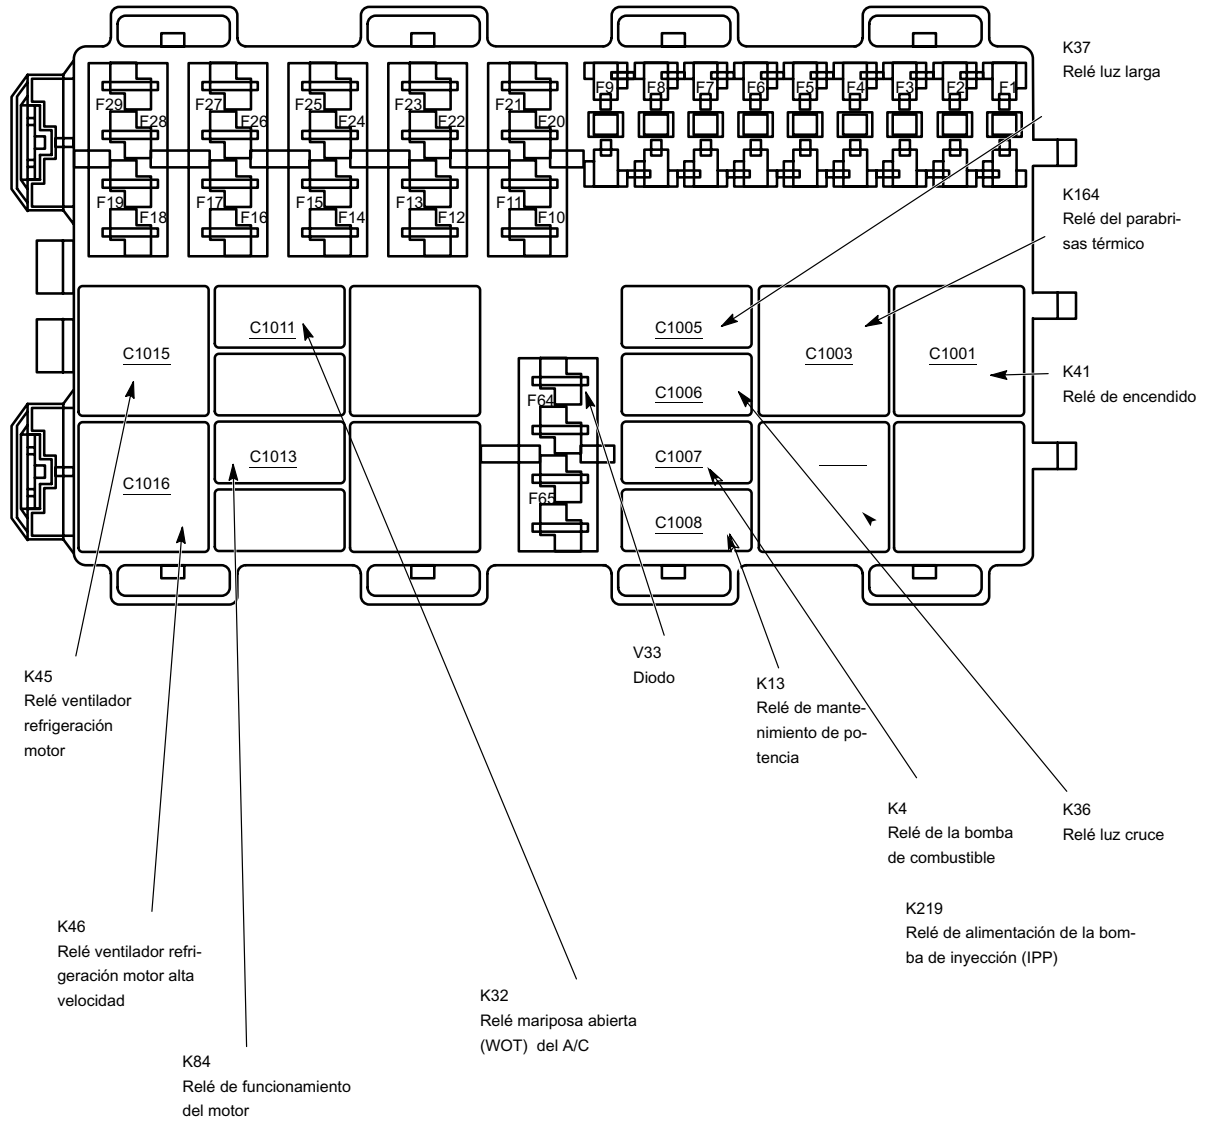 K37
Relé luz larga
F9 F8 F7 F6 F5 F4 F3 F2 F1
F29 F27 F25 F23 F21
F28 F26 F24 F22 F20
F19 F17 F15 F13 F11
F18 F16 F14 F12 F10
K164
Relé del parabri-
sas térmico
C1011
C1005
C1015
C1003
C1001
K41
Relé de encendido
C1006
F64
C1013
C1007
C1016
F65
C1008
V33
Diodo
K45
Relé ventilador
refrigeración
motor
K13
Relé de mante-
nimiento de po-
tencia
K4
Relé de la bomba
de combustible
K36
Relé luz cruce
K219
Relé de alimentación de la bom-
ba de inyección (IPP)
K46
Relé ventilador refri-
geración motor alta
velocidad
K32
Relé mariposa abierta
(WOT) del A/C
K84
Relé de funcionamiento
del motor